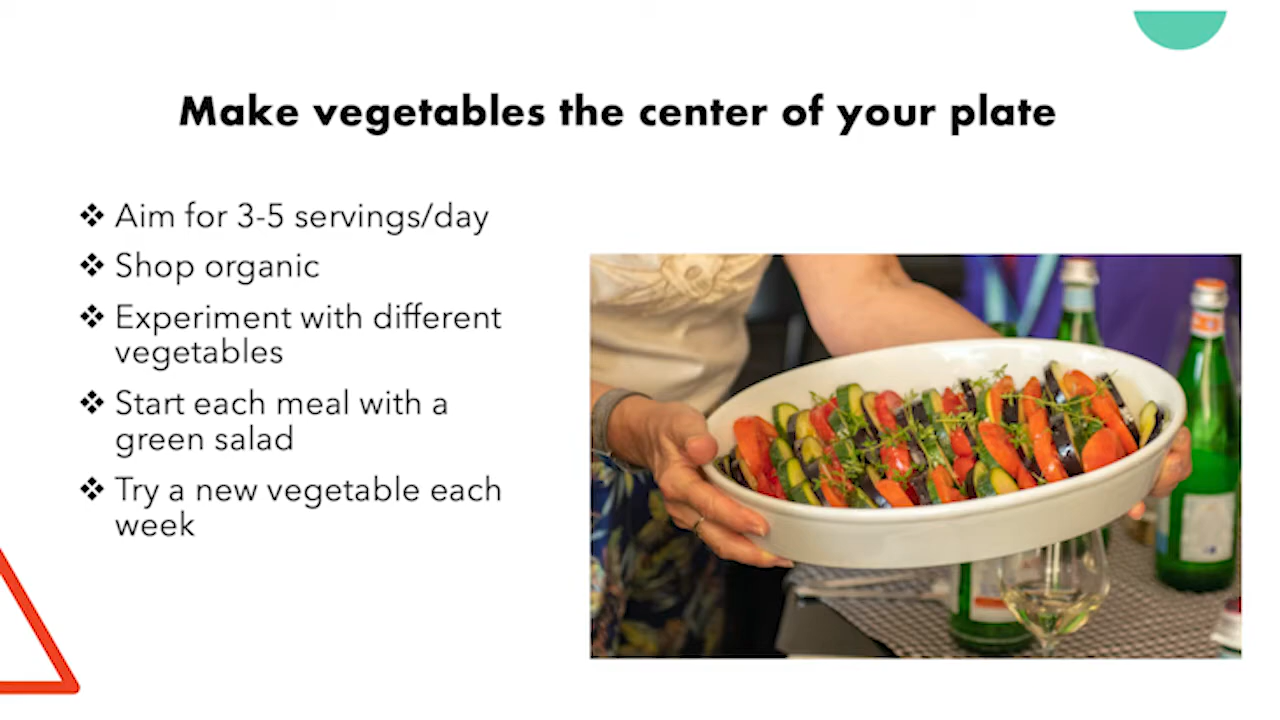 Make vegetables the center of your plate
❖ Aim for 3-5 servings/day
❖ Shop organic
❖ Experiment with different
vegetables
❖ Start each meal with a
green salad
❖ Try a new vegetable each
week